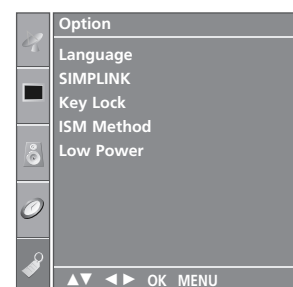 Option
Language
SIMPLINK
Key Lock
ISM Method
Low Power
▲▼ ◄► OK MENU